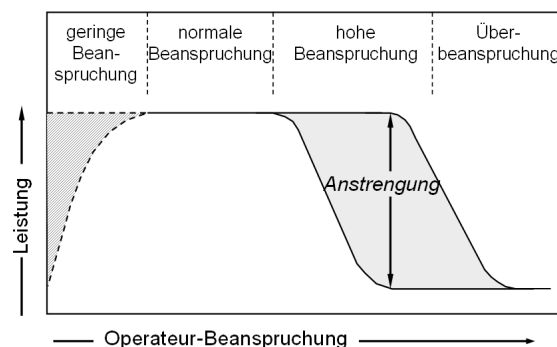 geringe
Bean-
spruchung
normale
Beanspruchung
hohe
Beanspruchung
Über-
beanspruchung
Leistung
Anstrengung
Operateur-Beanspruchung